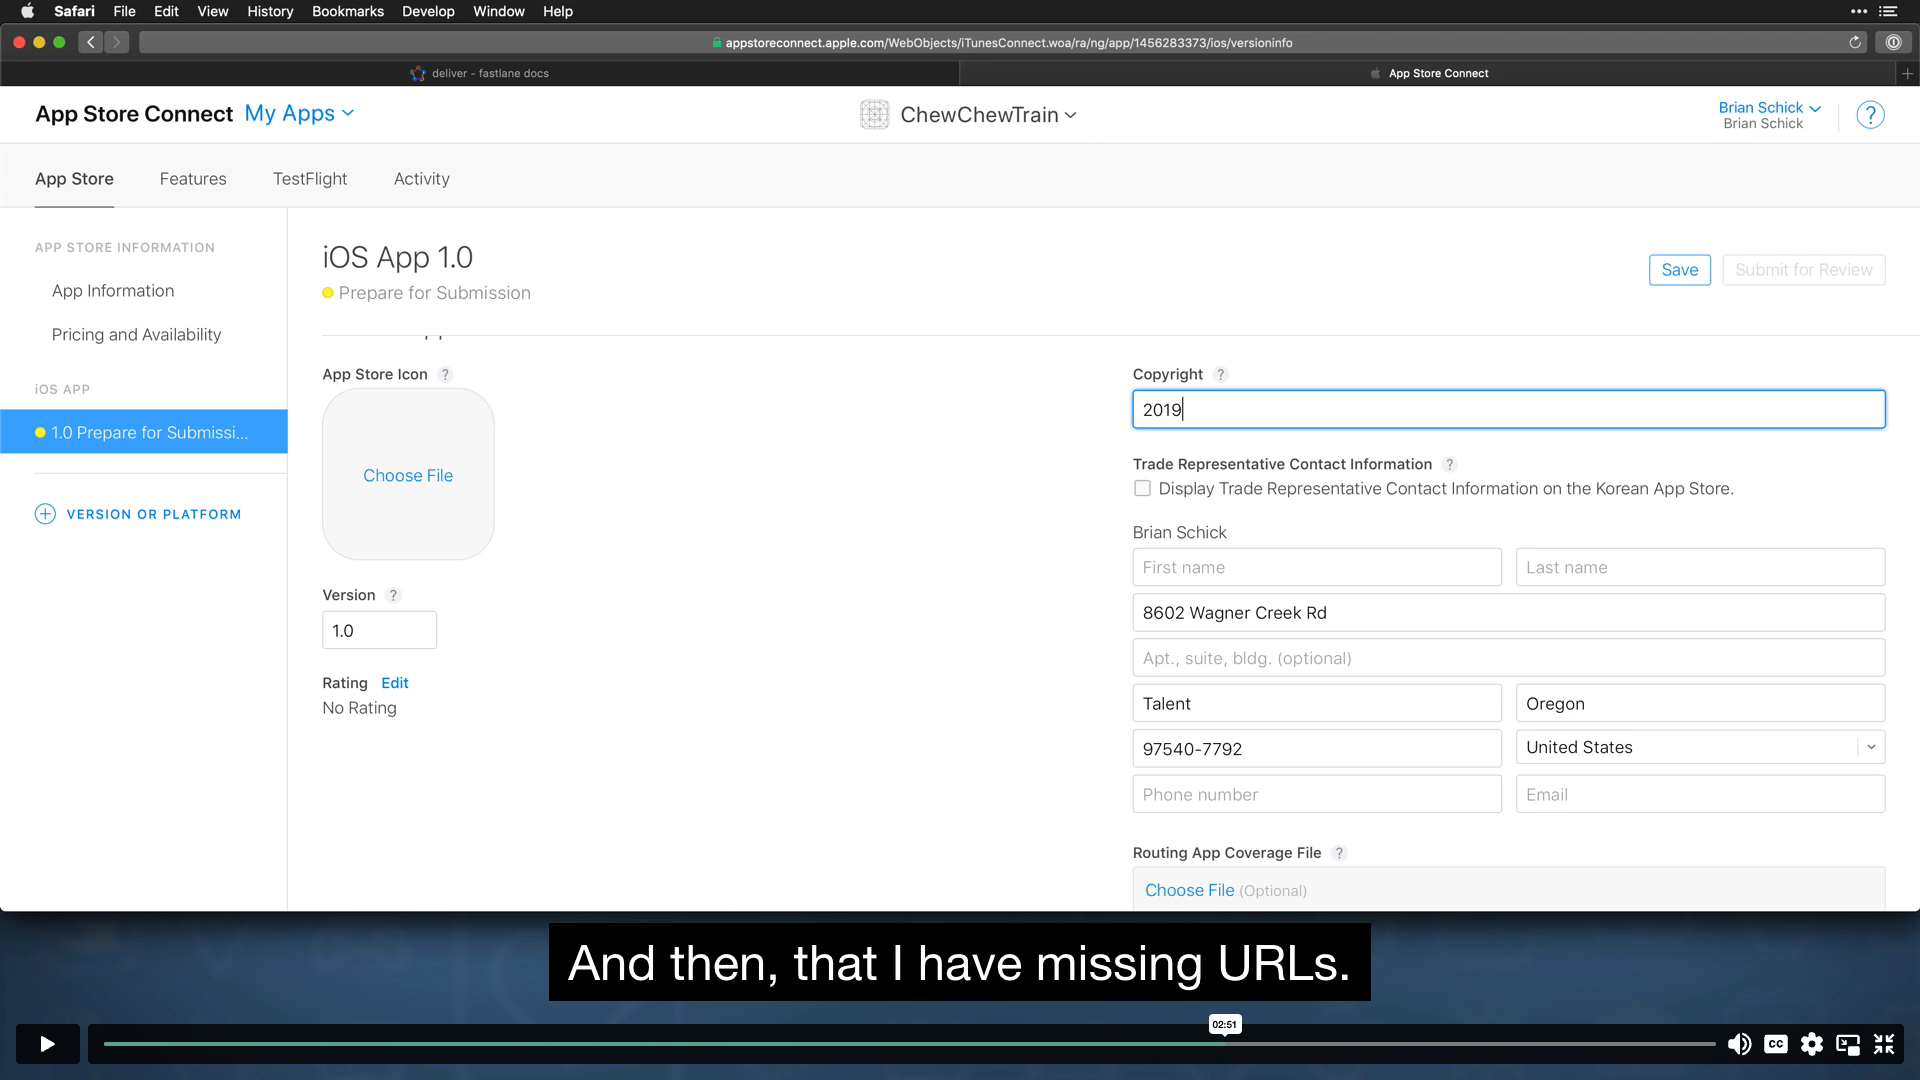 Safari File Edit View History Bookmarks Develop Window Help
appstoreconnect.apple.com/WebObjects/iTunesConnect.woa/ra/ng/app/1456283373/ios/versioninfo
deliver - fastlane docs
App Store Connect
App Store Connect My Apps
ChewChewTrain
Brian Schick
Brian Schick
?
App Store Features TestFlight Activity
APP STORE INFORMATION
App Information
Pricing and Availability
iOS APP
1.0 Prepare for Submissi...
VERSION OR PLATFORM
iOS App 1.0
Prepare for Submission
Save
Submit for Review
App Store Icon ?
Choose File
Version ?
1.0
Rating Edit
No Rating
Copyright ?
2019
Trade Representative Contact Information ?
Display Trade Representative Contact Information on the Korean App Store.
Brian Schick
First name
Last name
8602 Wagner Creek Rd
Apt., suite, bldg. (optional)
Talent
Oregon
97540-7792
United States
Phone number
Email
Routing App Coverage File ?
Choose File (Optional)
And then, that I have missing URLs.
02:51
CC